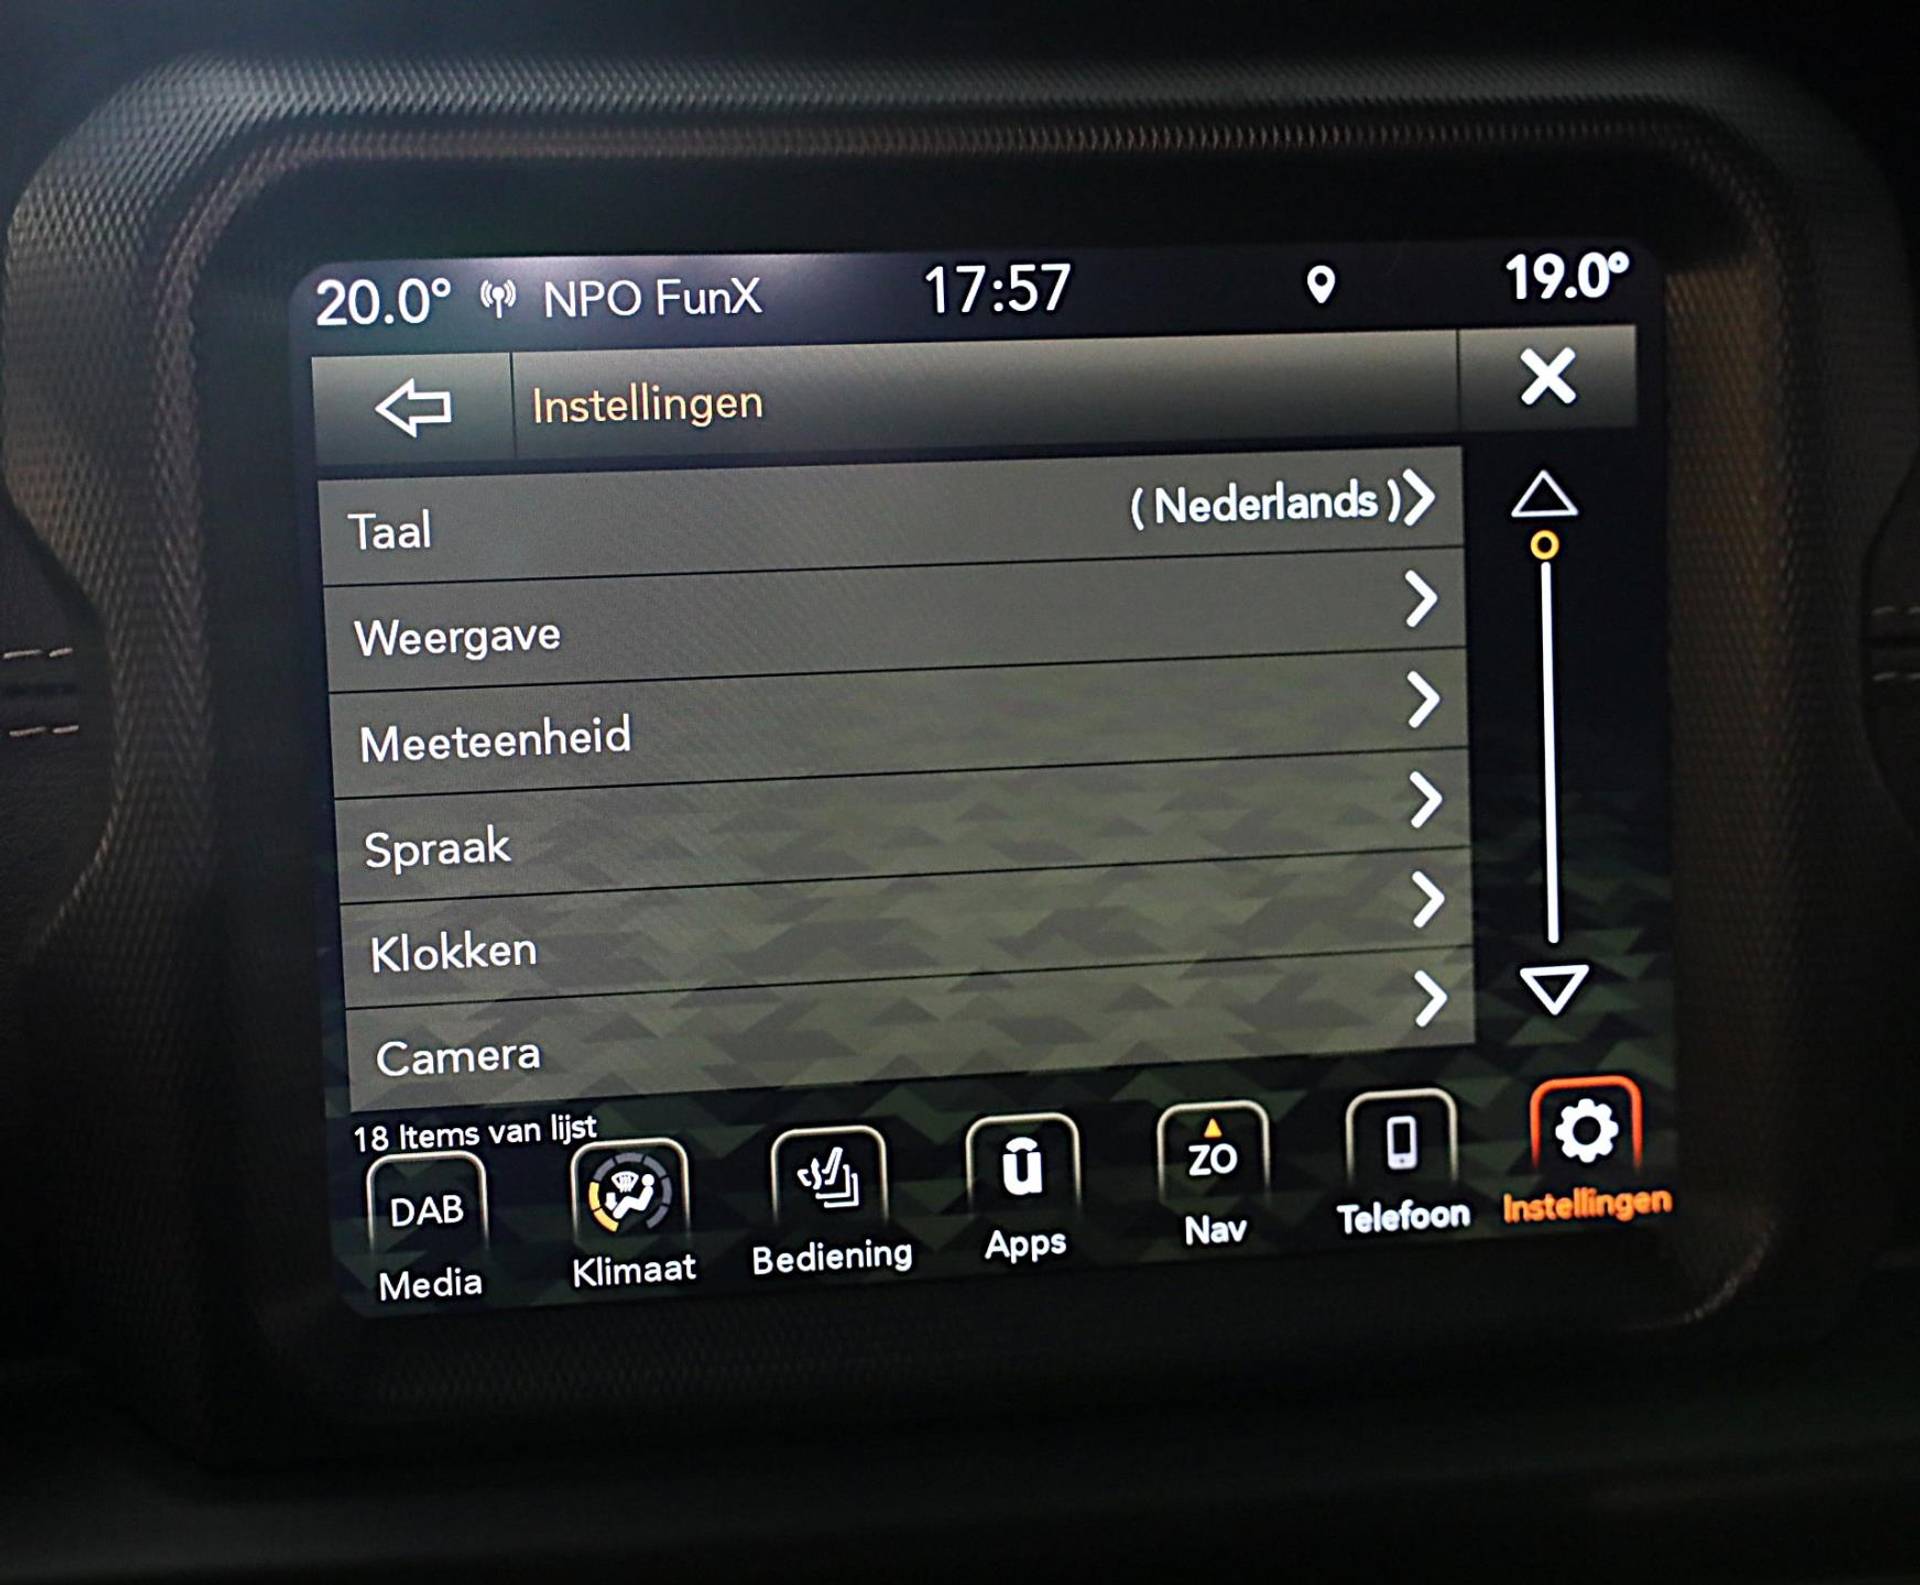 20.0° NPO FunX 17:57 19.0°
Instellingen
Taal ( Nederlands )
Weergave
Meeteenheid
Spraak
Klokken
Camera
18 Items van lijst
DAB ū ZO
Media Klimaat Bediening Apps Nav Telefoon Instellingen